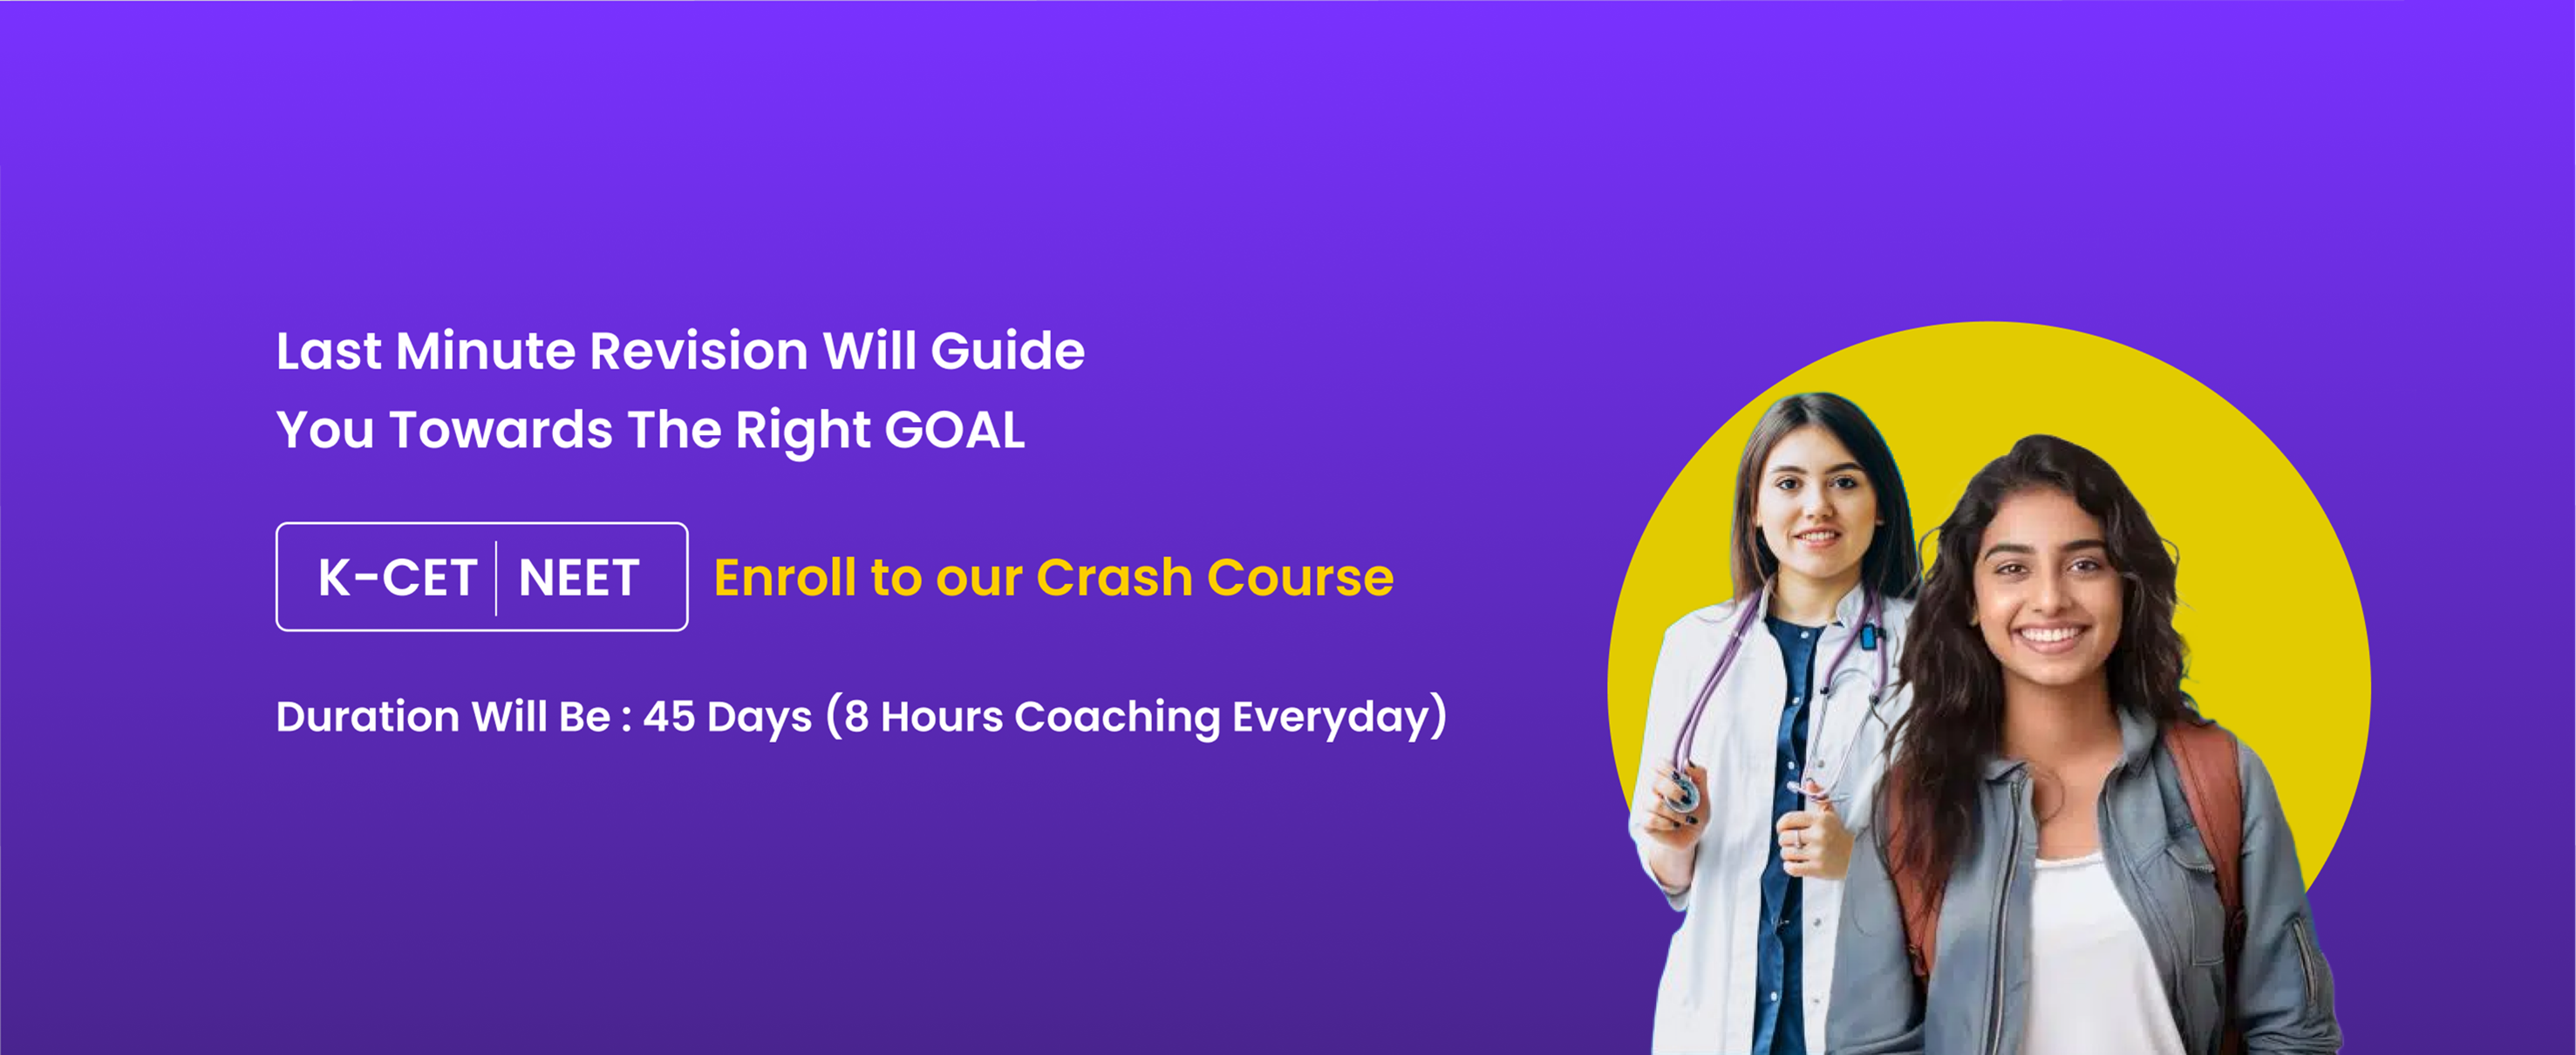 Last Minute Revision Will Guide
You Towards The Right GOAL
K-CET | NEET Enroll to our Crash Course
Duration Will Be : 45 Days (8 Hours Coaching Everyday)